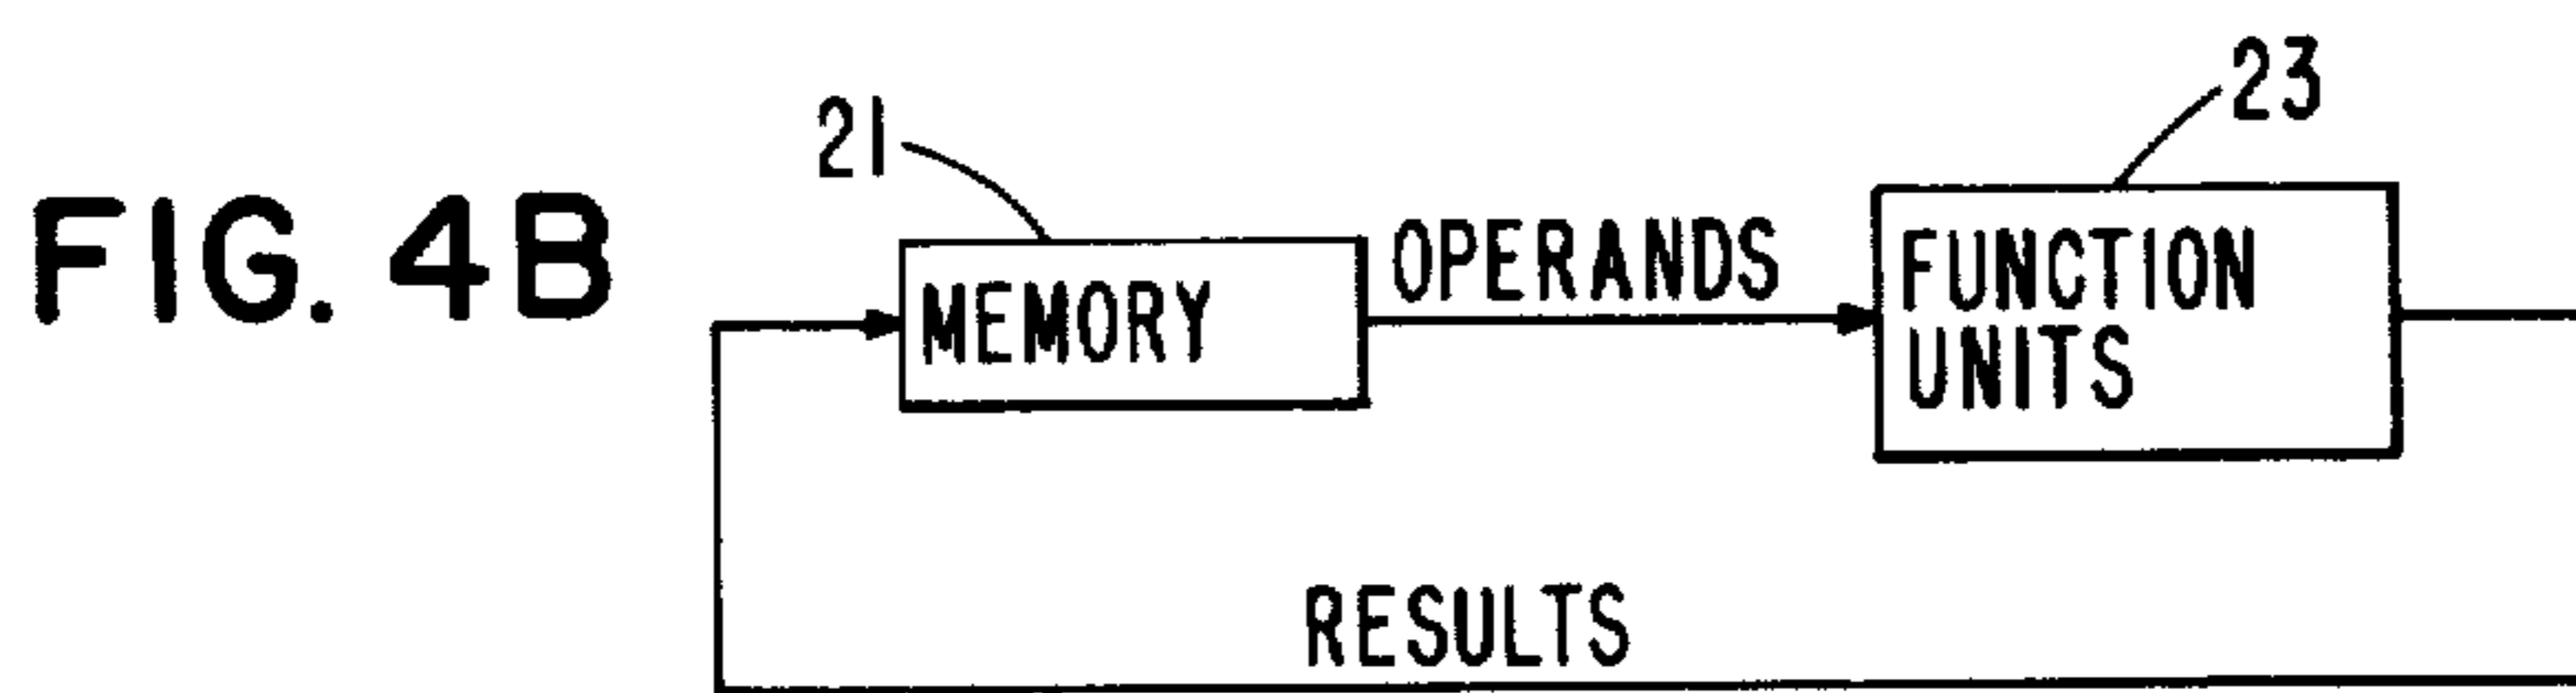 FIG. 4B
21
23
MEMORY
OPERANDS
FUNCTION
UNITS
RESULTS